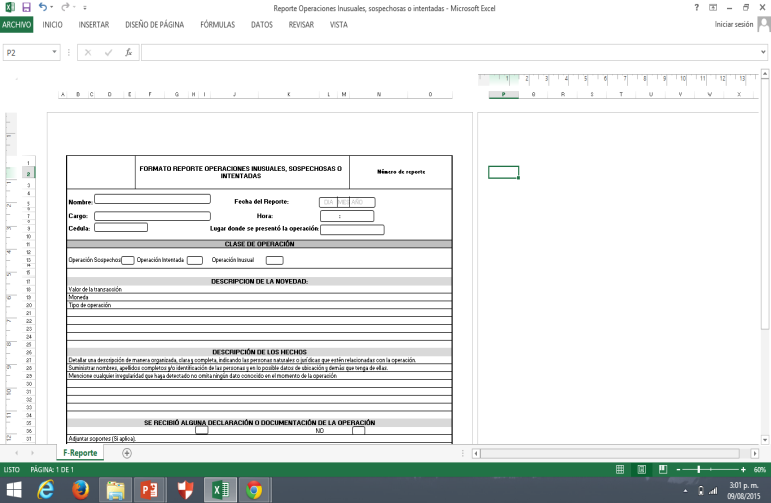 Reporte Operaciones Inusuales, sospechosas o intentadas - Microsoft Excel
ARCHIVO INICIO INSERTAR DISEÑO DE PÁGINA FÓRMULAS DATOS REVISAR VISTA Iniciar sesión
P2 fx
A B C D E F G H I J K L M N O P Q R S T U V W X
FORMATO REPORTE OPERACIONES INUSUALES, SOSPECHOSAS O INTENTADAS
Número de reporte
Nombre: Fecha del Reporte: DIA MES AÑO
Cargo: Hora: :
Cedula: Lugar donde se presentó la operación:
CLASE DE OPERACIÓN
Operación Sospechos Operación Intentada Operación Inusual
DESCRIPCION DE LA NOVEDAD:
Valor de la transacción
Moneda
Tipo de operación
DESCRIPCIÓN DE LOS HECHOS
Detallar una descripción de manera organizada, clara y completa, indicando las personas naturales o jurídicas que estén relacionadas con la operación.
Suministrar nombres, apellidos completos y/o identificación de las personas y en lo posible datos de ubicación y demás que tenga de ellas.
Mencione cualquier irregularidad que haya detectado no omita ningún dato conocido en el momento de la operación
SE RECIBIÓ ALGUNA DECLARACIÓN O DOCUMENTACIÓN DE LA OPERACIÓN
NO
Adjuntar soportes (Si aplica).
F-Reporte
LISTO PÁGINA: 1 DE 1 60%
3:01 p. m.
09/08/2015